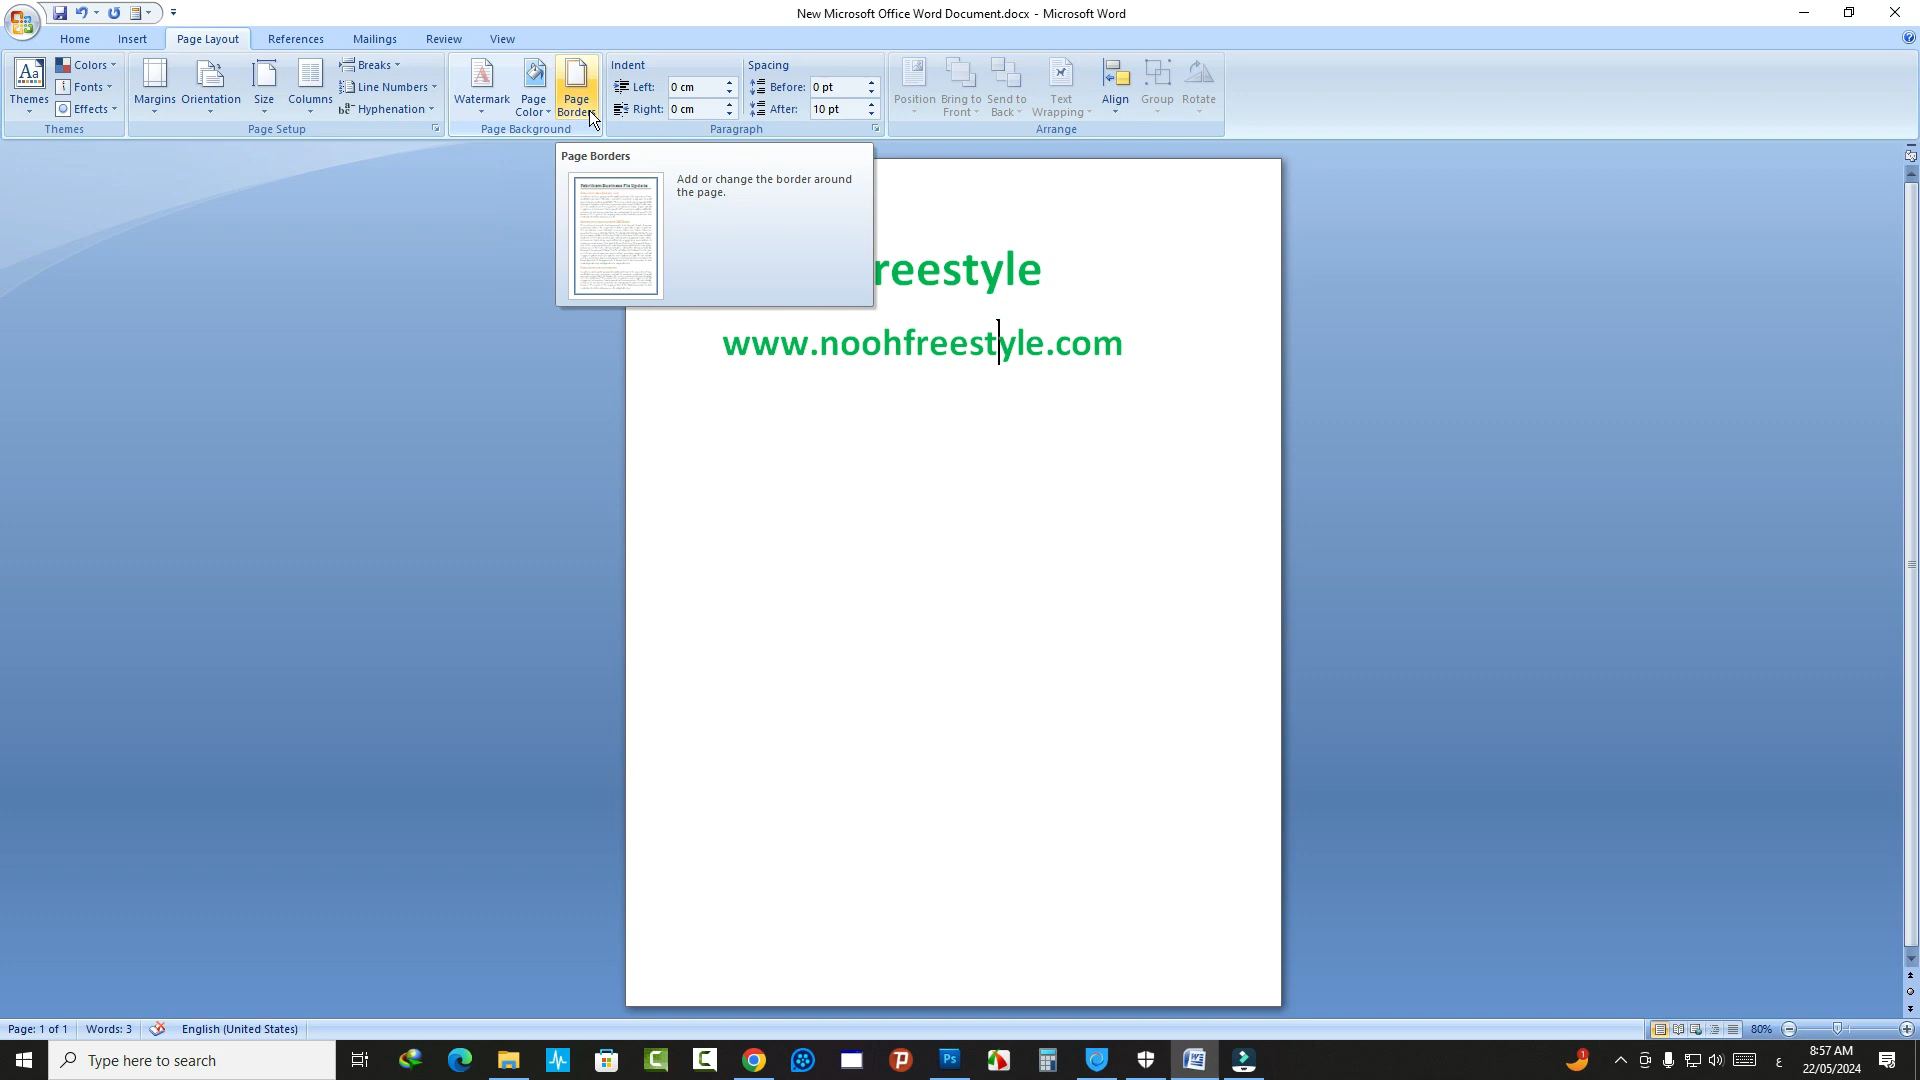 New Microsoft Office Word Document.docx - Microsoft Word
Home Insert Page Layout References Mailings Review View
Themes
Colors
Fonts
Effects
Themes
Margins
Orientation
Size
Columns
Breaks
Line Numbers
Hyphenation
Page Setup
Watermark
Page Color
Page Borders
Page Background
Indent
Left: 0 cm
Right: 0 cm
Spacing
Before: 0 pt
After: 10 pt
Paragraph
Position
Bring to Front
Send to Back
Text Wrapping
Align
Group
Rotate
Arrange
Page Borders
Add or change the border around
the page.
reestyle
www.noohfreestyle.com
Page: 1 of 1 Words: 3 English (United States) 80%
Type here to search
Ps
ع
8:57 AM
22/05/2024